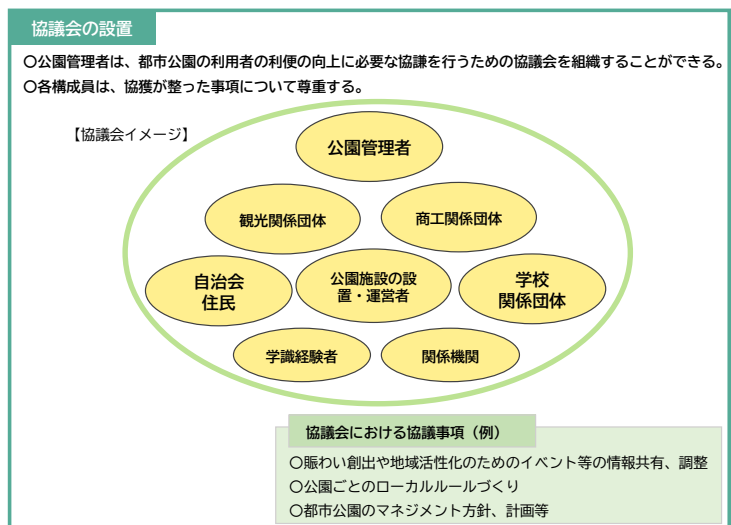 協議会の設置
〇公園管理者は、都市公園の利用者の利便の向上に必要な協謙を行うための協議会を組織することができる。
〇各構成員は、協獲が整った事項について尊重する。
【協議会イメージ】
公園管理者
観光関係団体
商工関係団体
自治会
住民
公園施設の設
置・運営者
学校
関係団体
学識経験者
関係機関
協議会における協議事項（例）
〇賑わい創出や地域活性化のためのイベント等の情報共有、調整
〇公園ごとのローカルルールづくり
〇都市公園のマネジメント方針、計画等